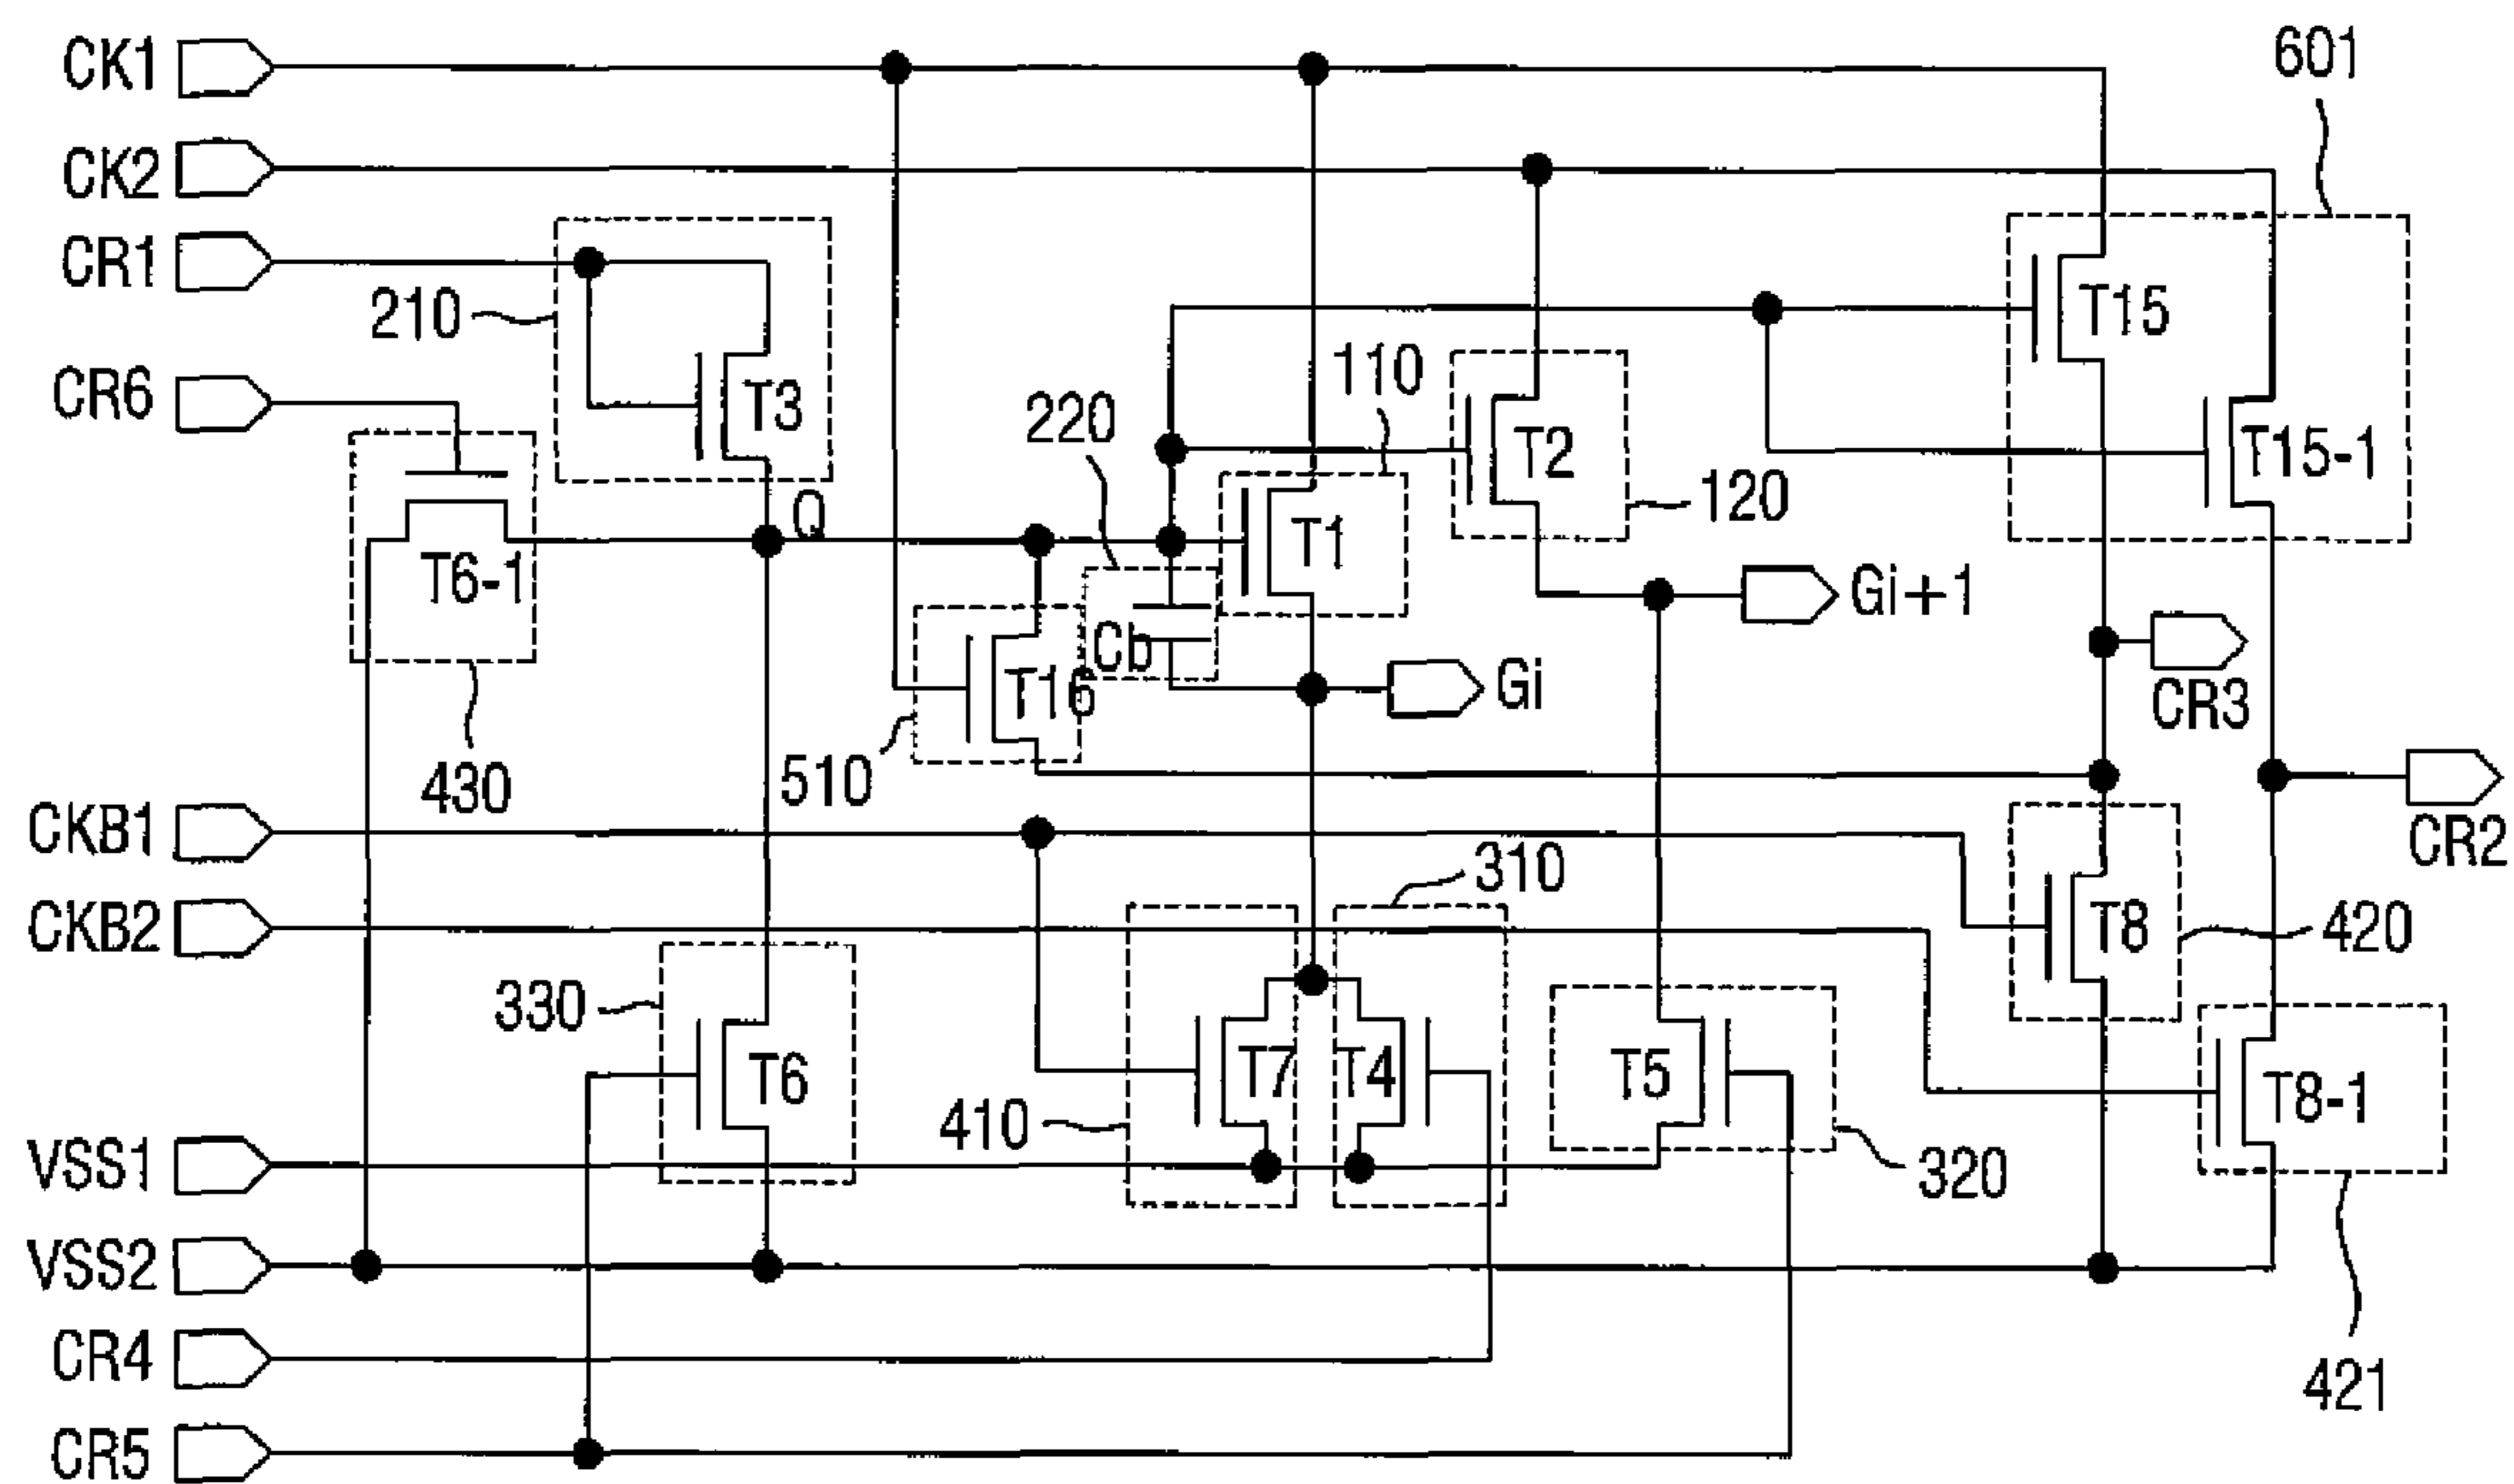 CK1
601
CK2
CR1
210
T15
110
CR6
T3
220
T2
T15-1
120
Q
T1
T6-1
Gi+1
Cb
T16
Gi
CR3
430
510
CKB1
CR2
310
CKB2
T8
420
330
T6
T7
T4
T5
T8-1
410
VSS1
320
VSS2
CR4
421
CR5